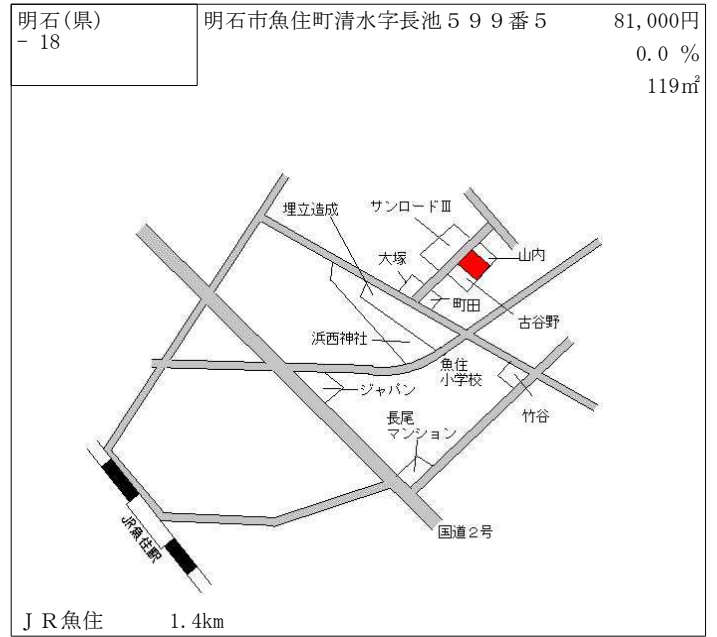 明石(県)
- 18
明石市魚住町清水字長池５９９番５
81,000円
0.0 %
119㎡
サンロードⅢ
埋立造成
山内
大塚
町田
古谷野
浜西神社
魚住
小学校
ジャパン
竹谷
長尾
マンション
国道２号
JR魚住駅
ＪＲ魚住 1.4km